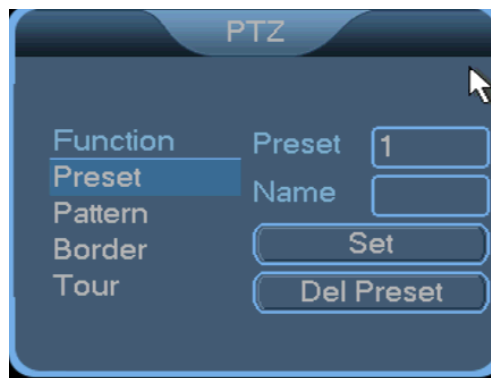 PTZ
Function
Preset
Pattern
Border
Tour
Preset 1
Name
Set
Del Preset